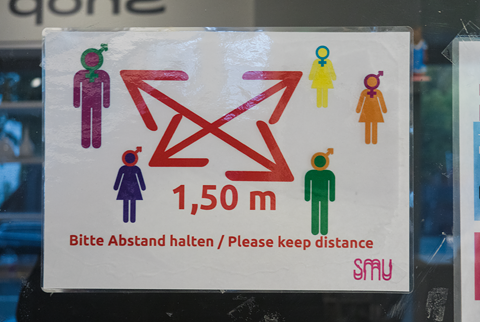 1,50 m
Bitte Abstand halten / Please keep distance
SMU